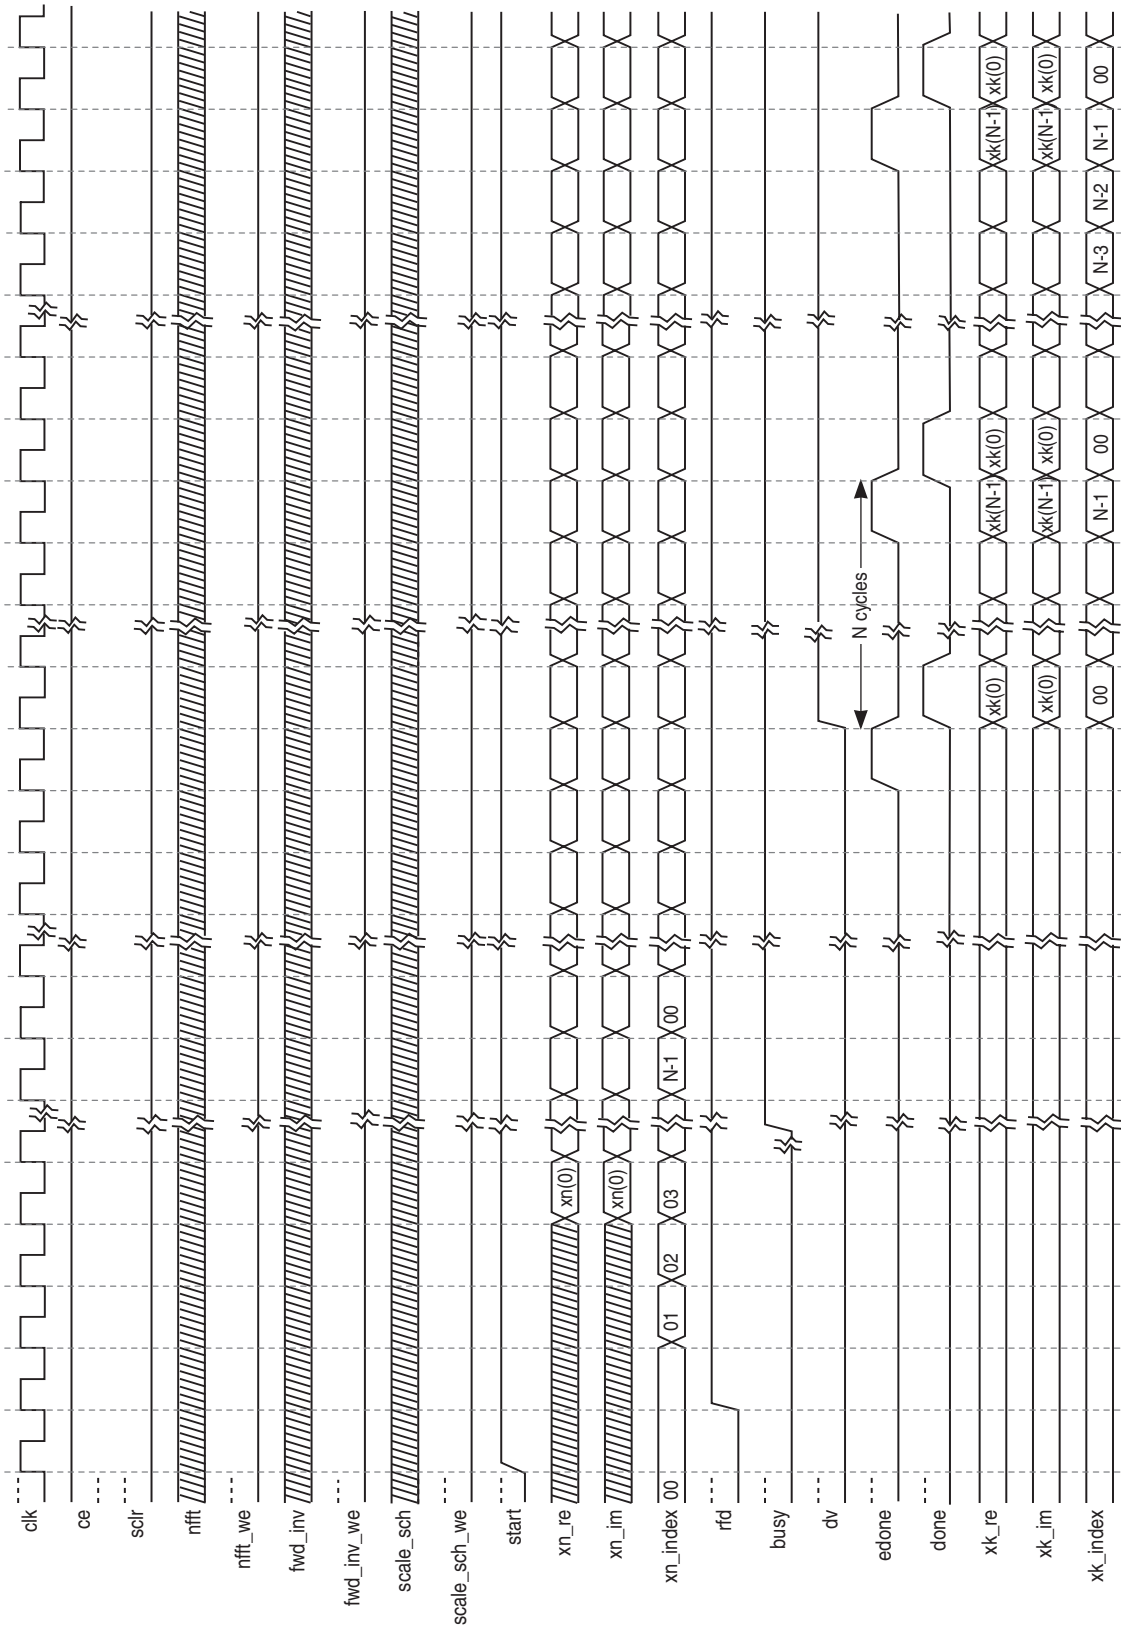 clk
ce
sclr
nfft
nfft_we
fwd_inv
fwd_inv_we
scale_sch
scale_sch_we
start
xn_re xn(0)
xn_im xn(0)
xn_index 00 01 02 03 N-1 00
rfd
busy
dv
N cycles
edone
done
xk_re xk(0) xk(N-1) xk(0) xk(N-1) xk(0)
xk_im xk(0) xk(N-1) xk(0) xk(N-1) xk(0)
xk_index 00 N-1 00 N-3 N-2 N-1 00